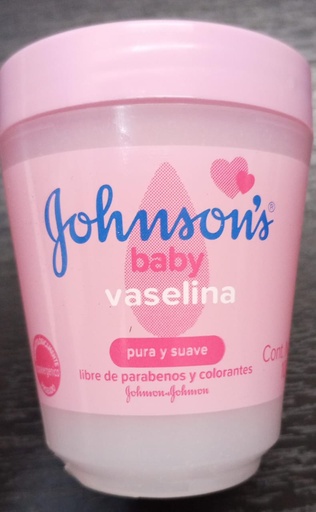 Johnson's®
baby
vaselina
pura y suave
Cont.
libre de parabenos y colorantes
Johnson & Johnson